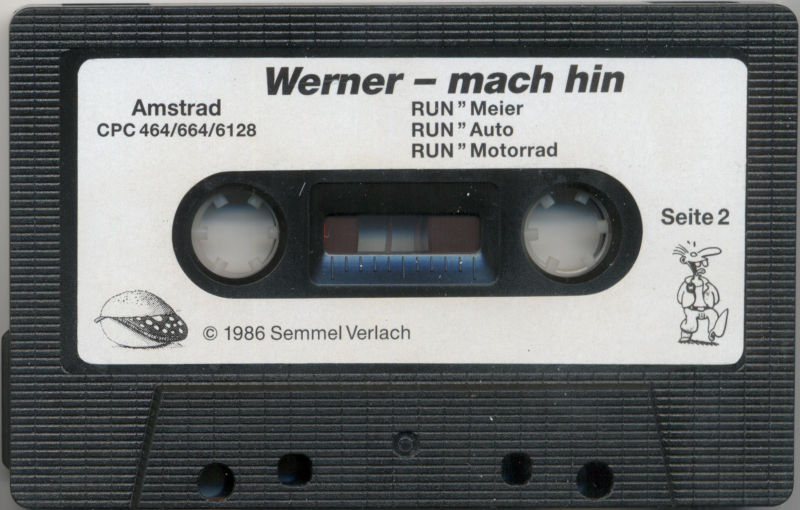 Werner – mach hin
Amstrad
CPC 464/664/6128
RUN” Meier
RUN” Auto
RUN” Motorrad
Seite 2
© 1986 Semmel Verlach